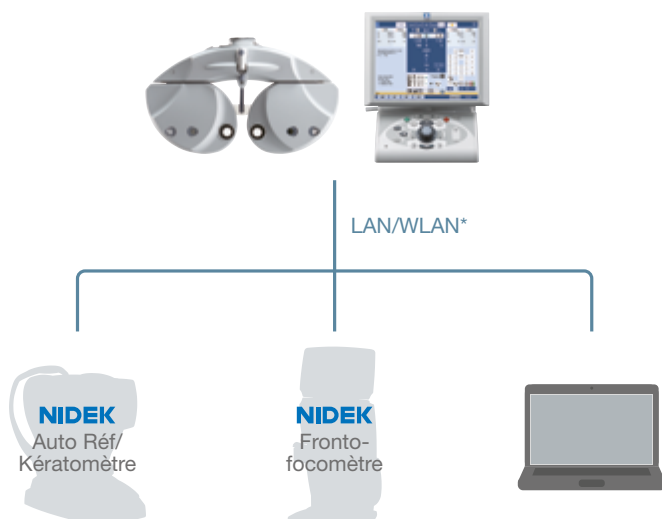 LAN/WLAN*
NIDEK
Auto Réf/
Kératomètre
NIDEK
Fronto-
focomètre